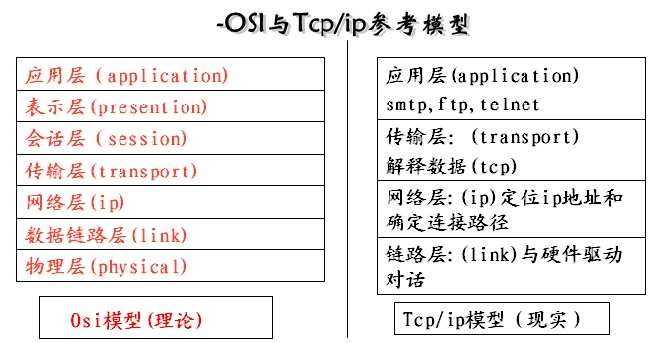 -OSI与Tcp/ip参考模型
应用层（application)
表示层(presention)
会话层（ session)
传输层(transport)
网络层(ip)
数据链路层(link)
物理层(physical)
Osi模型(理论)
应用层(application)
smtp,ftp,telnet
传输层：（transport)
解释数据(tcp)
网络层:(ip)定位ip地址和
确定连接路径
链路层:(link)与硬件驱动
对话
Tcp/ip模型（现实）